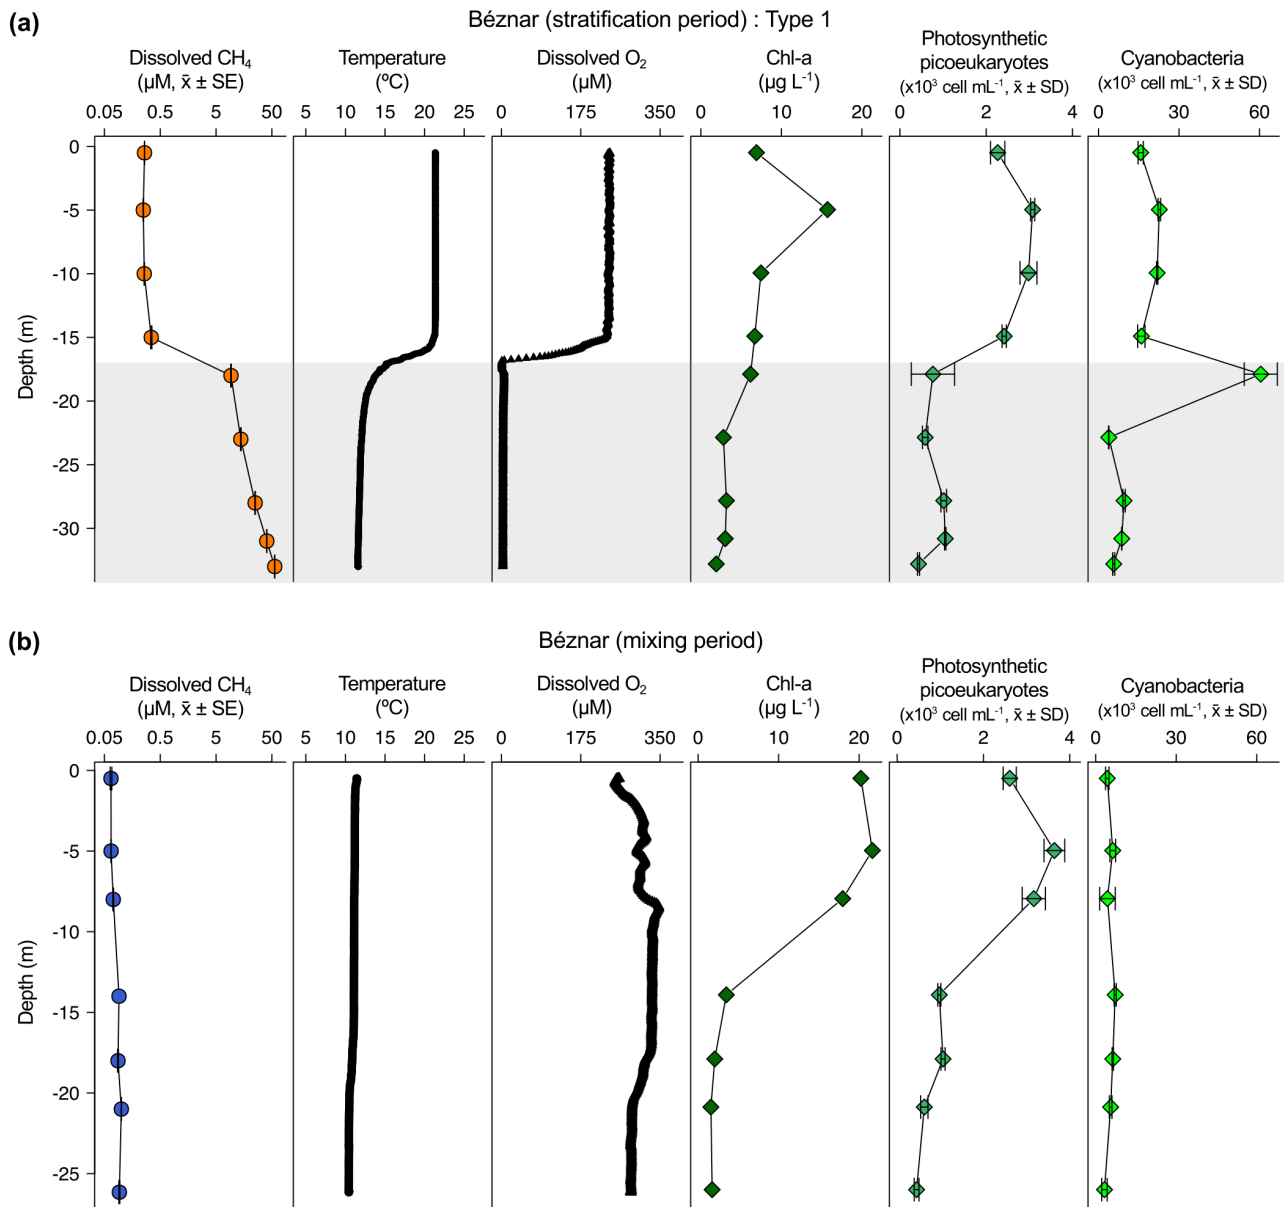 (a)
Béznar (stratification period) : Type 1
Dissolved CH₄
(µM, x̄ ± SE)
0.05 0.5 5 50
Temperature
(ºC)
5 10 15 20 25
Dissolved O₂
(µM)
0 175 350
Chl-a
(µg L⁻¹)
0 10 20
Photosynthetic
picoeukaryotes
(x10³ cell mL⁻¹, x̄ ± SD)
0 2 4
Cyanobacteria
(x10³ cell mL⁻¹, x̄ ± SD)
0 30 60
Depth (m)
0
-5
-10
-15
-20
-25
-30
(b)
Béznar (mixing period)
Dissolved CH₄
(µM, x̄ ± SE)
0.05 0.5 5 50
Temperature
(ºC)
5 10 15 20 25
Dissolved O₂
(µM)
0 175 350
Chl-a
(µg L⁻¹)
0 10 20
Photosynthetic
picoeukaryotes
(x10³ cell mL⁻¹, x̄ ± SD)
0 2 4
Cyanobacteria
(x10³ cell mL⁻¹, x̄ ± SD)
0 30 60
Depth (m)
0
-5
-10
-15
-20
-25